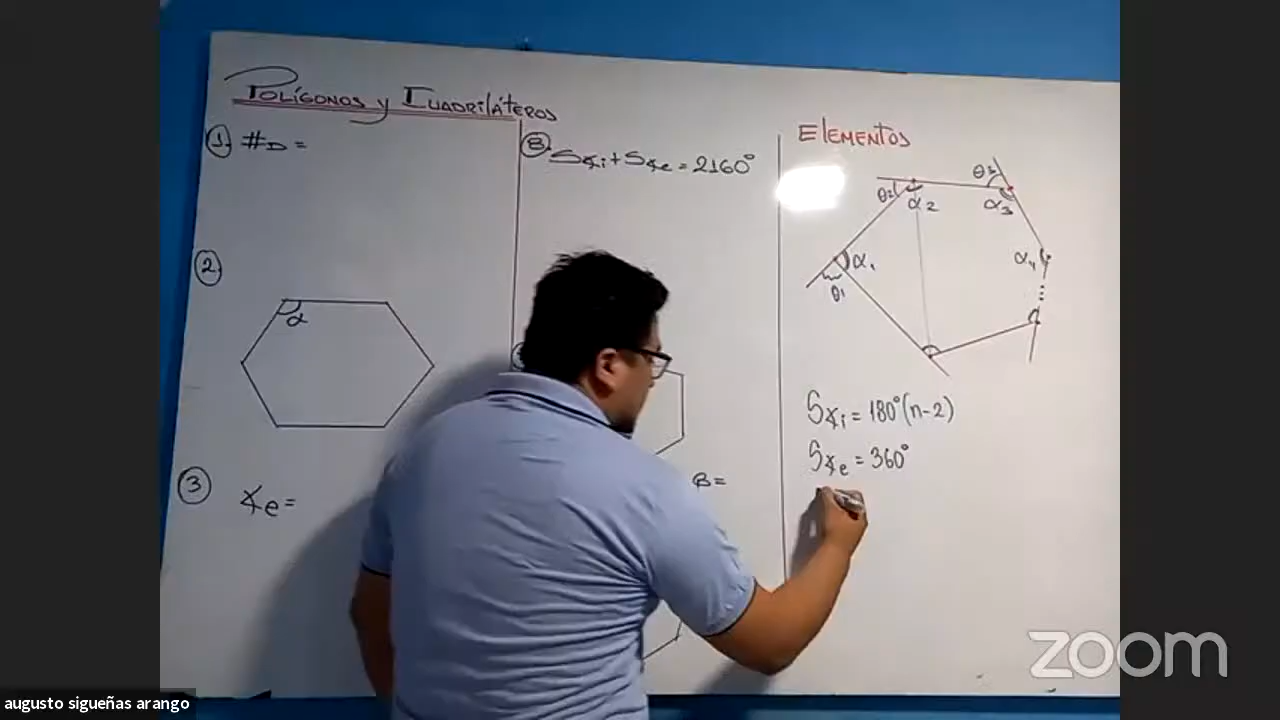 Polígonos y Cuadriláteros
1. #D =
2
α
3 ∡e =
8. S∡i + S∡e = 2160°
B =
Elementos
θ3
θ2
α2
α3
α1
α4
θ1
S∡i = 180°(n-2)
S∡e = 360°
zoom
augusto sigueñas arango